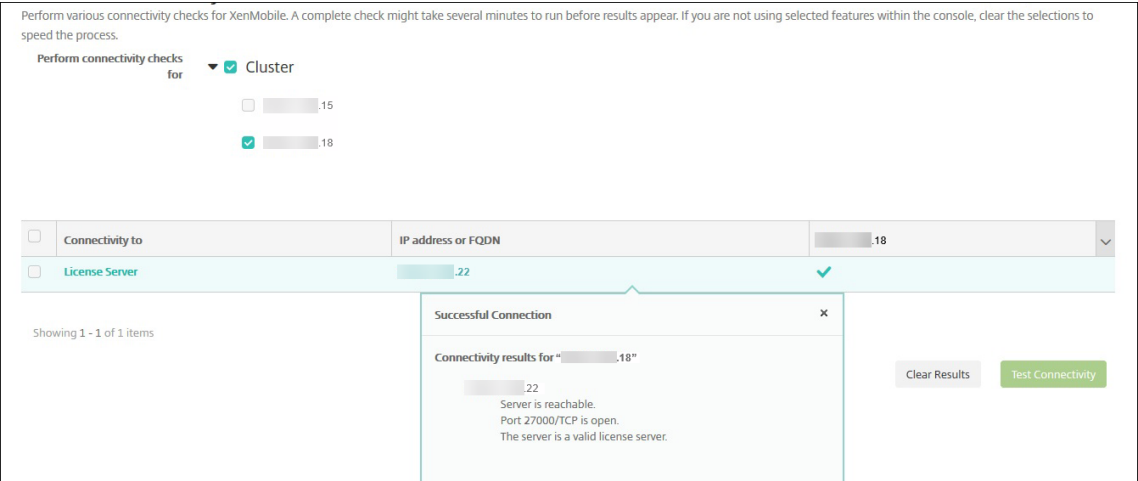 Perform various connectivity checks for XenMobile. A complete check might take several minutes to run before results appear. If you are not using selected features within the console, clear the selections to
speed the process.
Perform connectivity checks
for
Cluster
.15
.18
Connectivity to IP address or FQDN .18
License Server .22
Successful Connection ×
Connectivity results for “ .18”
.22
Server is reachable.
Port 27000/TCP is open.
The server is a valid license server.
Showing 1 - 1 of 1 items
Clear Results Test Connectivity